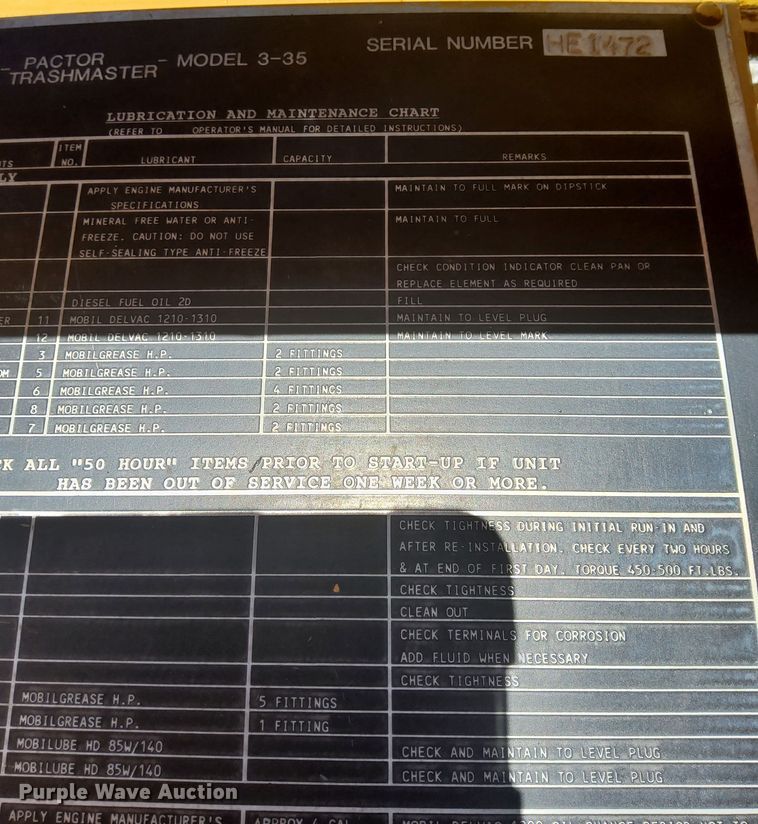 PACTOR
TRASHMASTER - MODEL 3-35
SERIAL NUMBER HE1472
LUBRICATION AND MAINTENANCE CHART
(REFER TO OPERATOR'S MANUAL FOR DETAILED INSTRUCTIONS)
ITEM NO. LUBRICANT CAPACITY REMARKS
LY
APPLY ENGINE MANUFACTURER'S MAINTAIN TO FULL MARK ON DIPSTICK
SPECIFICATIONS
MINERAL FREE WATER OR ANTI- MAINTAIN TO FULL
FREEZE. CAUTION: DO NOT USE
SELF-SEALING TYPE ANTI-FREEZE
CHECK CONDITION INDICATOR CLEAN PAN OR
REPLACE ELEMENT AS REQUIRED
DIESEL FUEL OIL 2D FILL
ER 11 MOBIL DELVAC 1210-1310 MAINTAIN TO LEVEL PLUG
12 MOBIL DELVAC 1210-1310 MAINTAIN TO LEVEL MARK
3 MOBILGREASE H.P. 2 FITTINGS
OM 5 MOBILGREASE H.P. 2 FITTINGS
6 MOBILGREASE H.P. 4 FITTINGS
8 MOBILGREASE H.P. 2 FITTINGS
7 MOBILGREASE H.P. 2 FITTINGS
CK ALL "50 HOUR" ITEMS PRIOR TO START-UP IF UNIT
HAS BEEN OUT OF SERVICE ONE WEEK OR MORE.
CHECK TIGHTNESS DURING INITIAL RUN-IN AND
AFTER RE-INSTALLATION. CHECK EVERY TWO HOURS
& AT END OF FIRST DAY. TORQUE 450-500 FT.LBS.
CHECK TIGHTNESS
CLEAN OUT
CHECK TERMINALS FOR CORROSION
ADD FLUID WHEN NECESSARY
CHECK TIGHTNESS
MOBILGREASE H.P. 5 FITTINGS
MOBILGREASE H.P. 1 FITTING
MOBILUBE HD 85W/140 CHECK AND MAINTAIN TO LEVEL PLUG
MOBILUBE HD 85W/140 CHECK AND MAINTAIN TO LEVEL PLUG
Purple Wave Auction
APPLY ENGINE MANUFACTURER'S APPROX 4 GAL